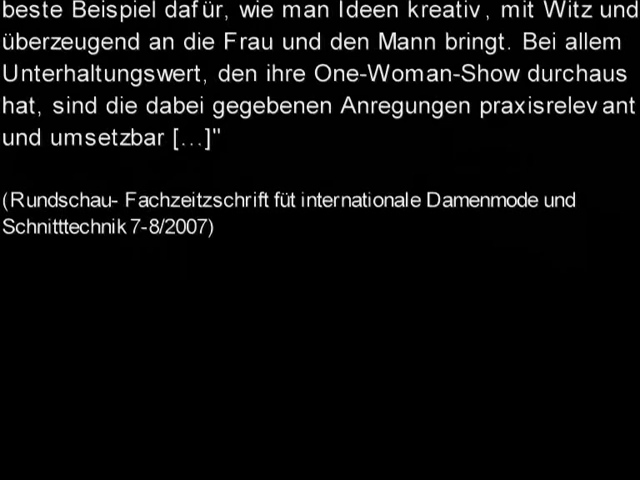 beste Beispiel dafür, wie man Ideen kreativ, mit Witz und
überzeugend an die Frau und den Mann bringt. Bei allem
Unterhaltungswert, den ihre One-Woman-Show durchaus
hat, sind die dabei gegebenen Anregungen praxisrelevant
und umsetzbar [...]"
(Rundschau- Fachzeitzschrift füt internationale Damenmode und
Schnitttechnik 7-8/2007)